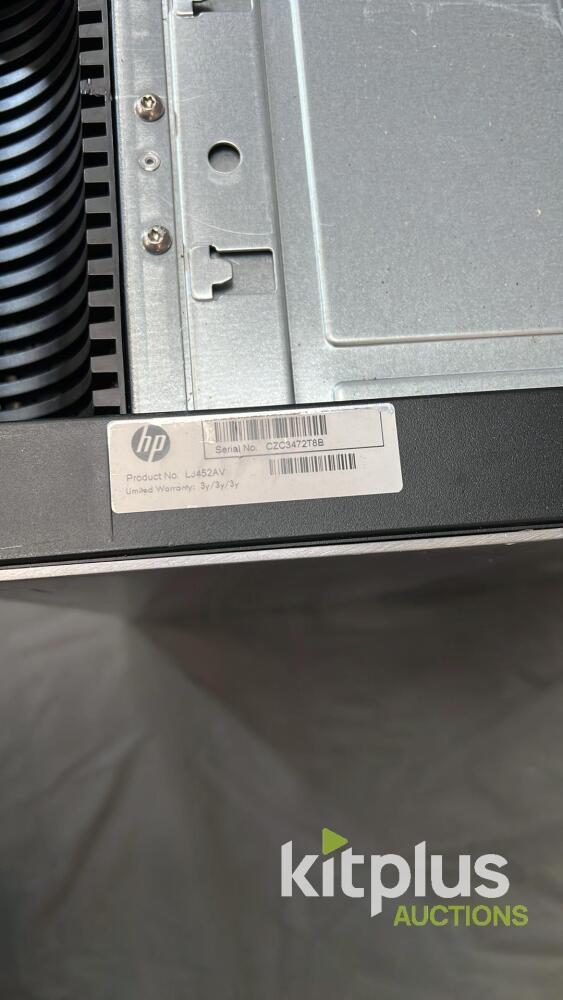 hp
Serial No. CZC3472T8B
Product No. LJ452AV
Limited Warranty: 3y/3y/3y
kitplus
AUCTIONS